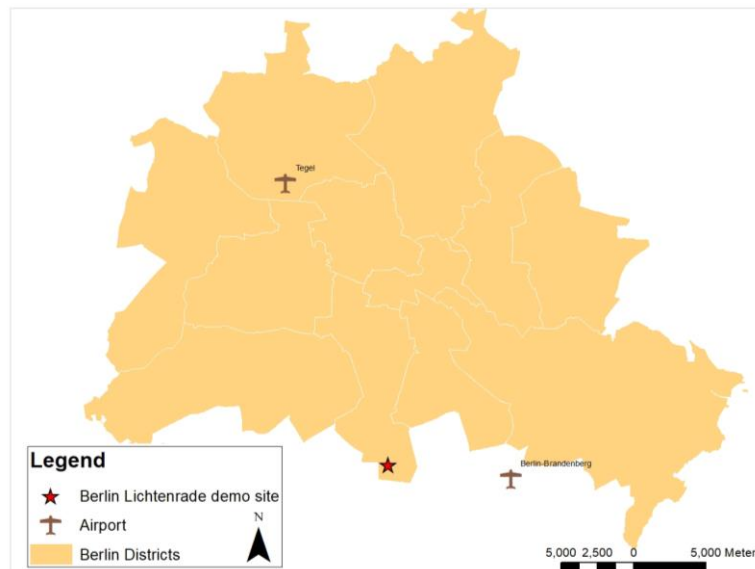 Tegel
Berlin-Brandenberg
Legend
Berlin Lichtenrade demo site
Airport
Berlin Districts
N
5,000 2,500 0 5,000 Meter